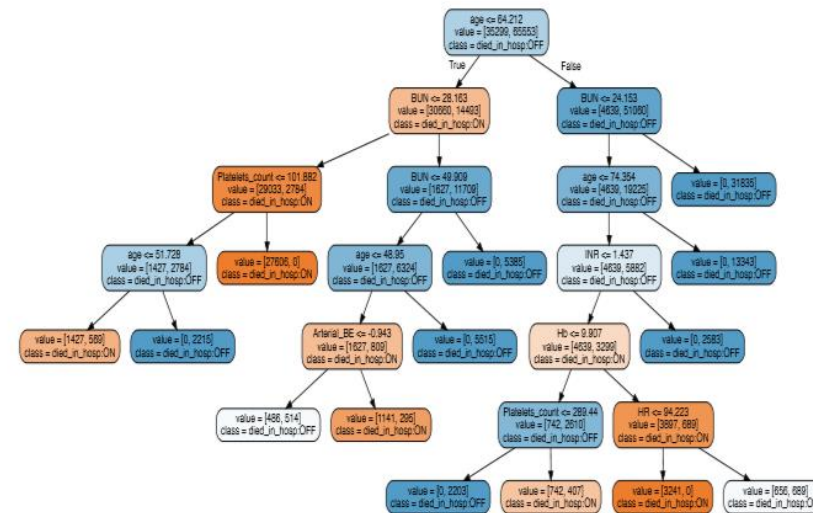 age <= 64.212
value = [35299, 65553]
class = died_in_hosp:OFF
True
False
BUN <= 28.163
value = [30660, 14493]
class = died_in_hosp:ON
BUN <= 24.153
value = [4639, 51060]
class = died_in_hosp:OFF
Platelets_count <= 101.882
value = [29033, 2784]
class = died_in_hosp:ON
BUN <= 49.909
value = [1627, 11709]
class = died_in_hosp:OFF
age <= 74.354
value = [4639, 19225]
class = died_in_hosp:OFF
value = [0, 31835]
class = died_in_hosp:OFF
age <= 51.728
value = [1427, 2784]
class = died_in_hosp:OFF
value = [27606, 0]
class = died_in_hosp:ON
age <= 48.95
value = [1627, 6324]
class = died_in_hosp:OFF
value = [0, 5385]
class = died_in_hosp:OFF
INR <= 1.437
value = [4639, 5882]
class = died_in_hosp:OFF
value = [0, 13343]
class = died_in_hosp:OFF
value = [1427, 569]
class = died_in_hosp:ON
value = [0, 2215]
class = died_in_hosp:OFF
Arterial_BE <= -0.943
value = [1627, 809]
class = died_in_hosp:ON
value = [0, 5515]
class = died_in_hosp:OFF
Hb <= 9.907
value = [4639, 3299]
class = died_in_hosp:ON
value = [0, 2583]
class = died_in_hosp:OFF
value = [486, 514]
class = died_in_hosp:OFF
value = [1141, 295]
class = died_in_hosp:ON
Platelets_count <= 289.44
value = [742, 2610]
class = died_in_hosp:OFF
HR <= 94.223
value = [3897, 689]
class = died_in_hosp:ON
value = [0, 2203]
class = died_in_hosp:OFF
value = [742, 407]
class = died_in_hosp:ON
value = [3241, 0]
class = died_in_hosp:ON
value = [656, 689]
class = died_in_hosp:OFF